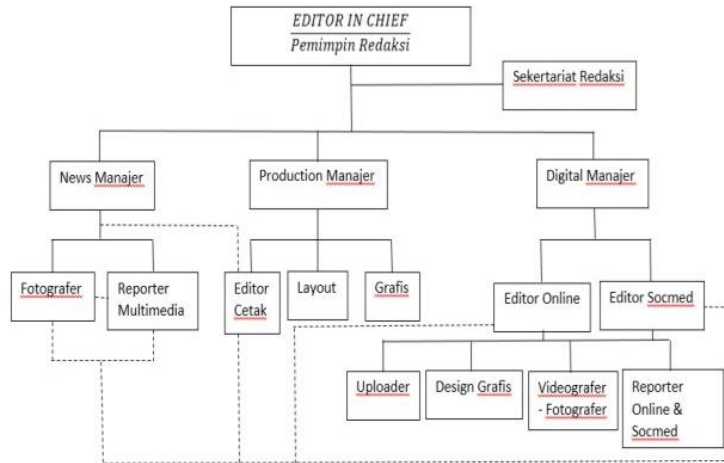 EDITOR IN CHIEF
Pemimpin Redaksi
Sekertariat Redaksi
News Manajer
Production Manajer
Digital Manajer
Fotografer
Reporter
Multimedia
Editor
Cetak
Layout
Grafis
Editor Online
Editor Socmed
Uploader
Design Grafis
Videografer
- Fotografer
Reporter
Online &
Socmed